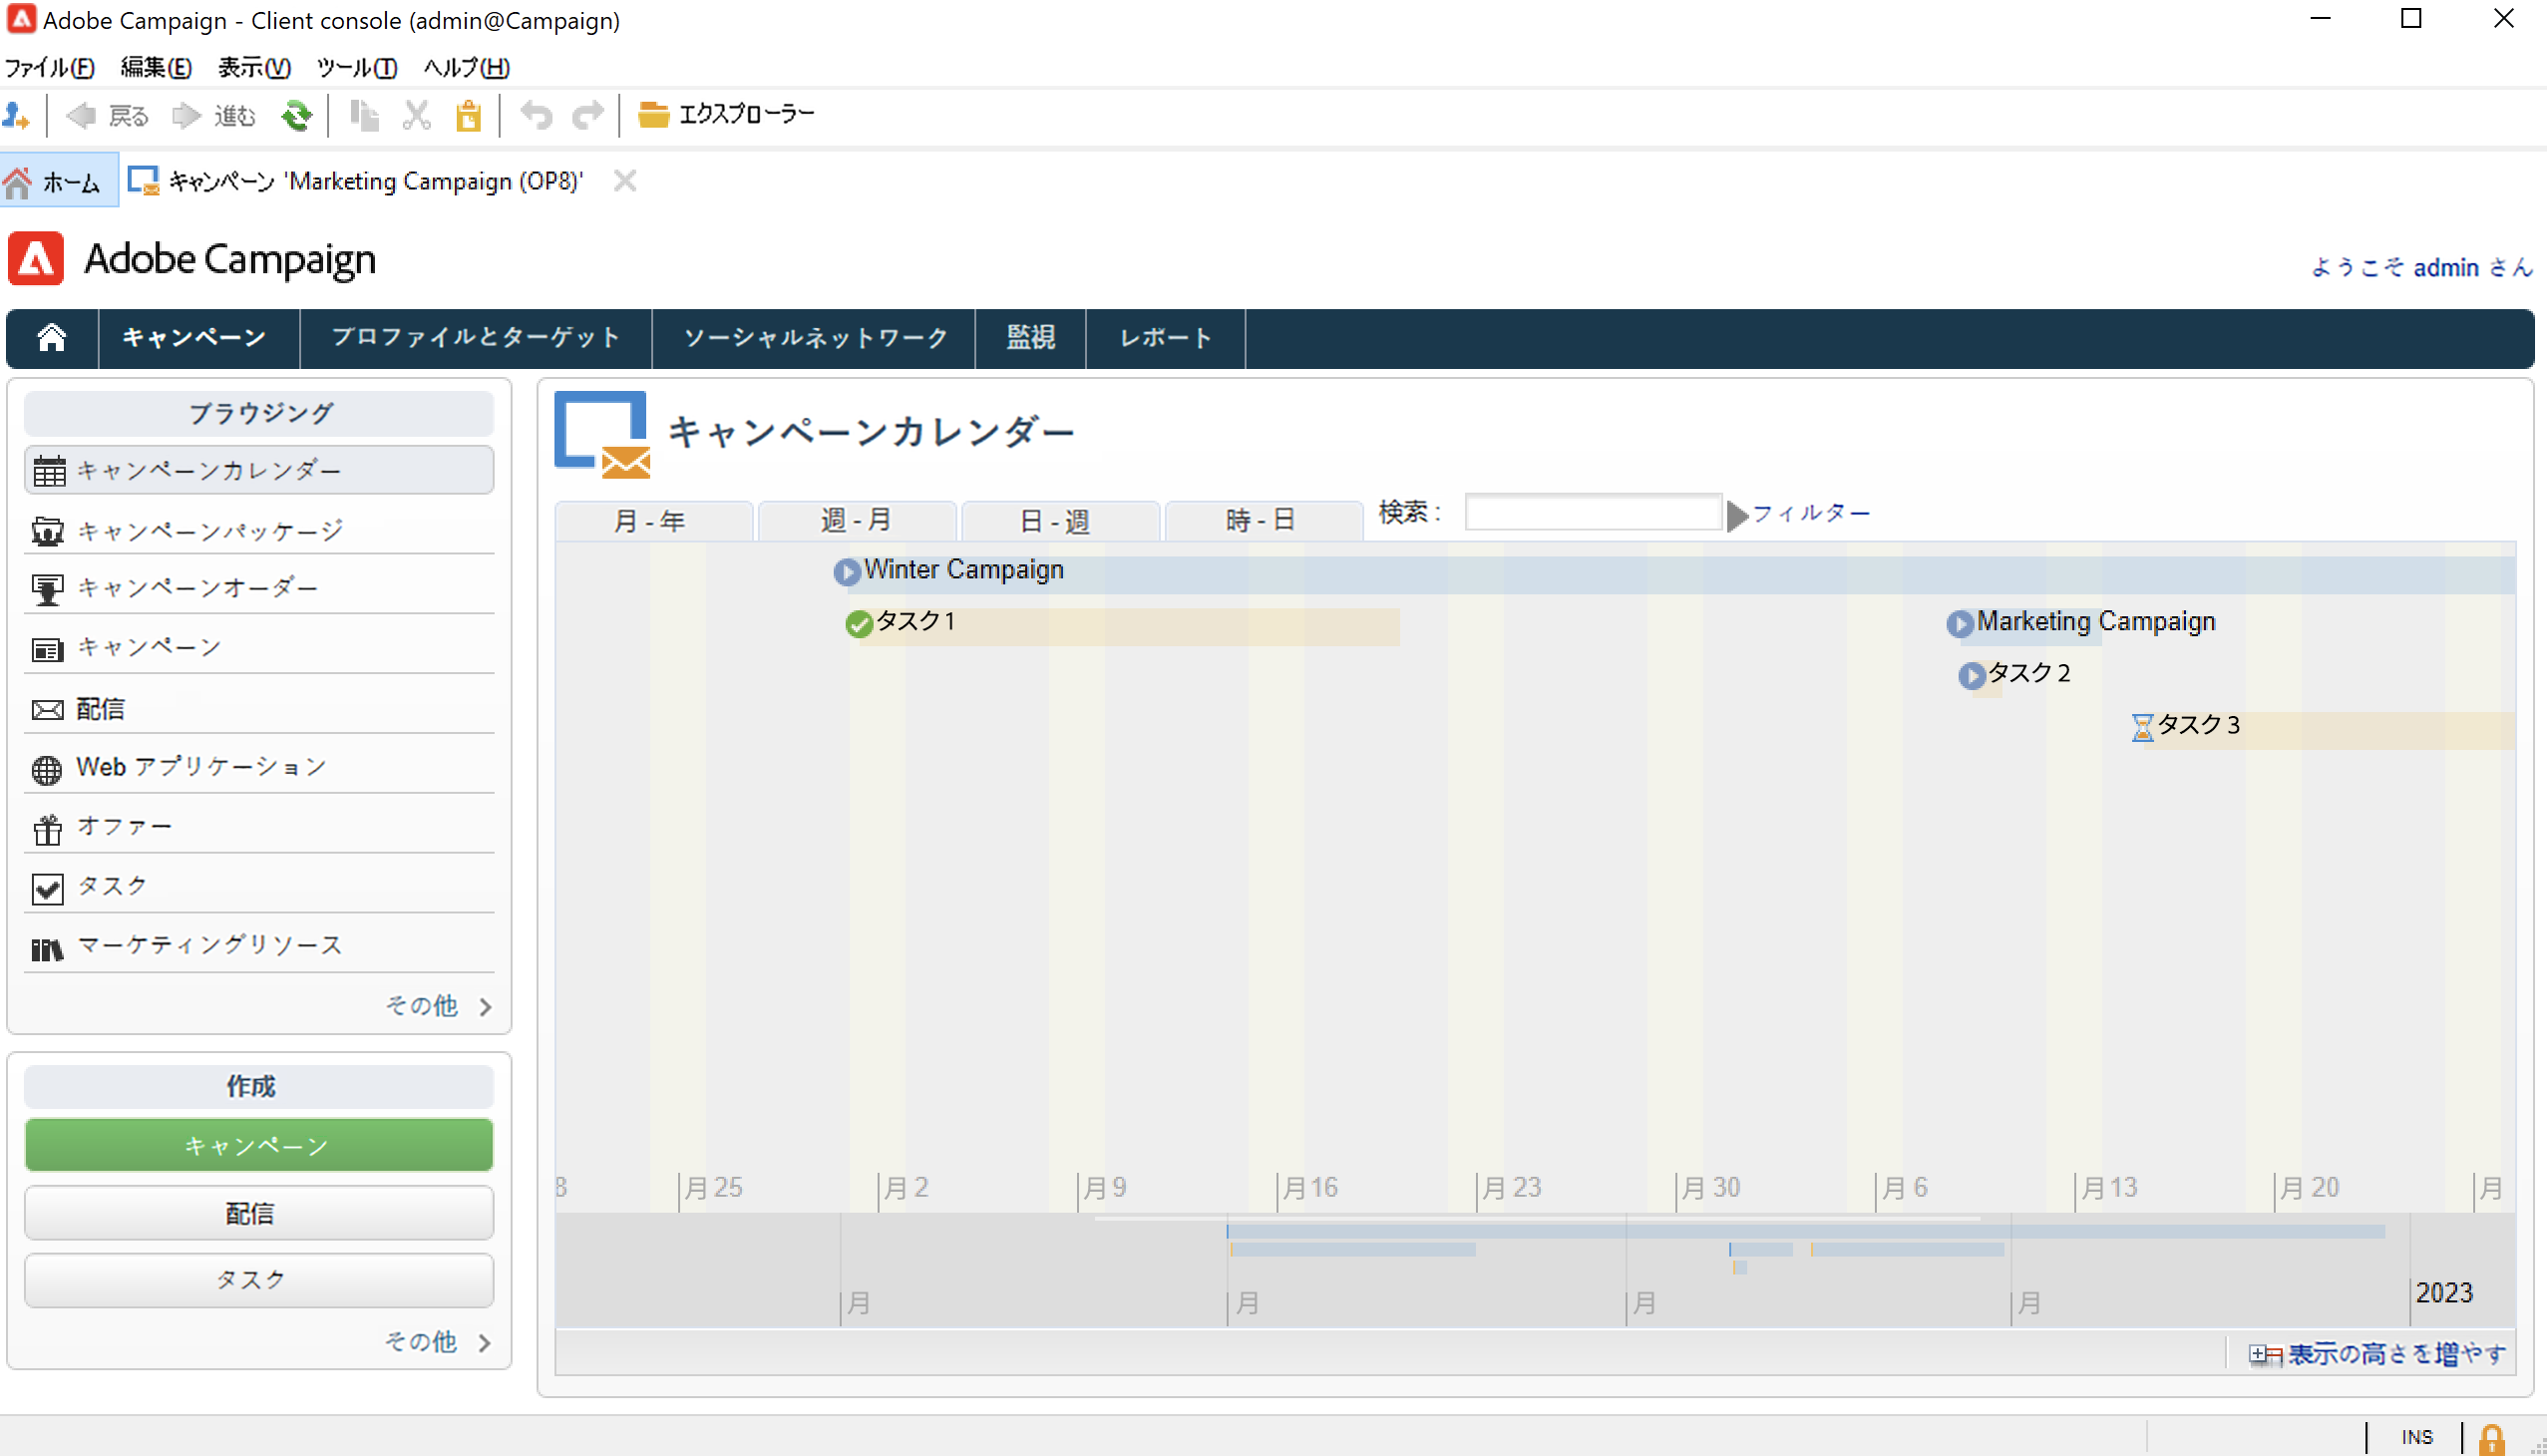 Adobe Campaign - Client console (admin@Campaign)
ファイル(F) 編集(E) 表示(V) ツール(T) ヘルプ(H)
戻る 進む エクスプローラー
ホーム キャンペーン 'Marketing Campaign (OP8)'
Adobe Campaign
ようこそ admin さん
キャンペーン プロファイルとターゲット ソーシャルネットワーク 監視 レポート
ブラウジング
キャンペーンカレンダー
キャンペーンパッケージ
キャンペーンオーダー
キャンペーン
配信
Web アプリケーション
オファー
タスク
マーケティングリソース
その他
作成
キャンペーン
配信
タスク
その他
キャンペーンカレンダー
月 - 年 週 - 月 日 - 週 時 - 日 検索 : フィルター
Winter Campaign
タスク 1 Marketing Campaign
タスク 2
タスク 3
8 月 25 月 2 月 9 月 16 月 23 月 30 月 6 月 13 月 20 月
月 月 月 月 2023
表示の高さを増やす
INS